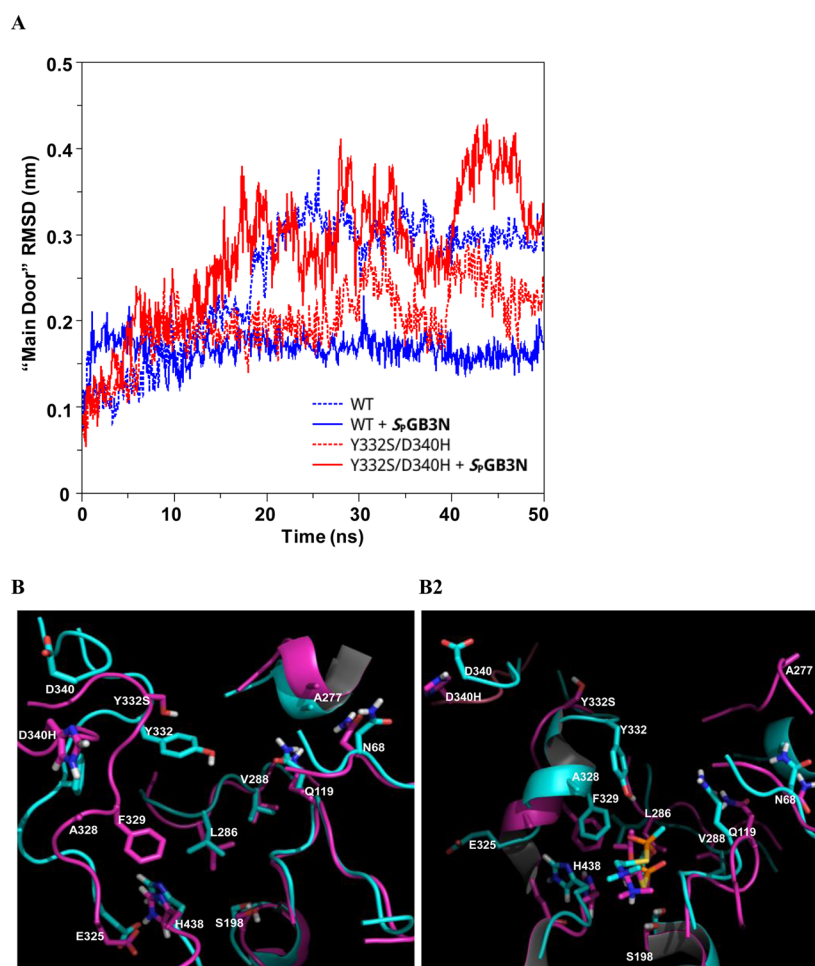 A
0.5
0.4
0.3
0.2
0.1
0
0
10
20
30
40
50
“Main Door” RMSD (nm)
Time (ns)
WT
WT + SPGB3N
Y332S/D340H
Y332S/D340H + SPGB3N
B
D340
Y332S
A277
D340H
Y332
N68
V288
Q119
A328
F329
L286
E325
H438
S198
B2
D340
A277
D340H
Y332S
Y332
A328
N68
F329
L286
E325
V288
Q119
H438
S198